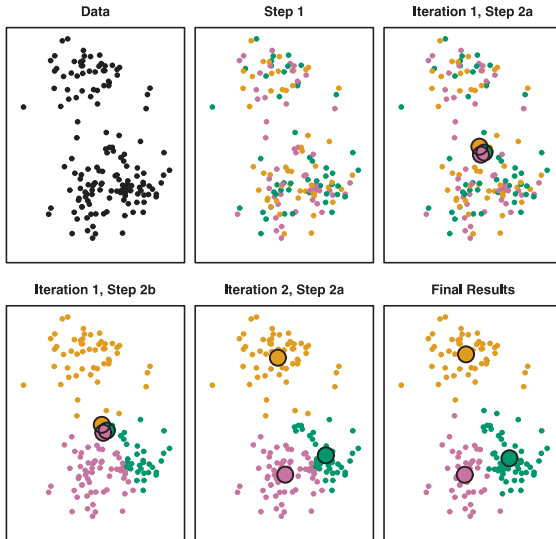 Data
Step 1
Iteration 1, Step 2a
Iteration 1, Step 2b
Iteration 2, Step 2a
Final Results